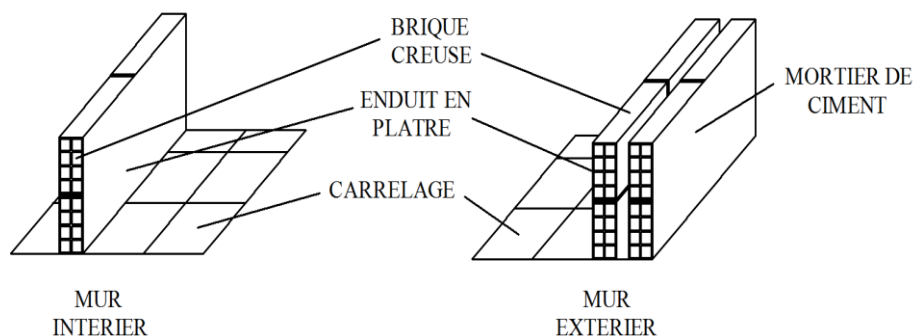 BRIQUE
CREUSE
MORTIER DE
CIMENT
ENDUIT EN
PLATRE
CARRELAGE
MUR
INTERIER
MUR
EXTERIER